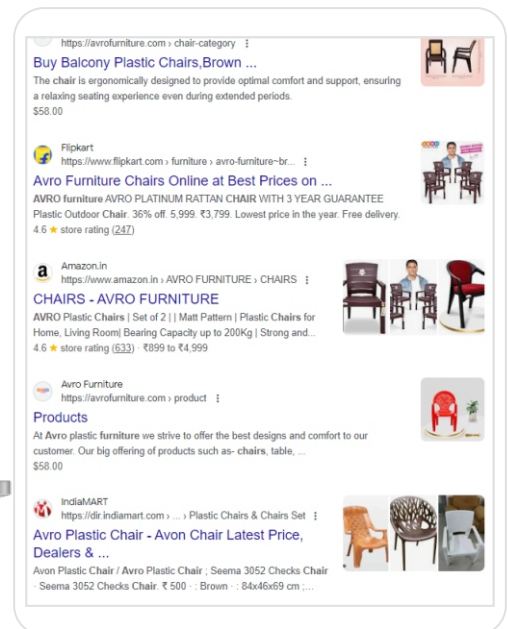 https://avrofurniture.com › chair-category
Buy Balcony Plastic Chairs,Brown ...
The chair is ergonomically designed to provide optimal comfort and support, ensuring
a relaxing seating experience even during extended periods.
$58.00
Flipkart
https://www.flipkart.com › furniture › avro-furniture~br...
Avro Furniture Chairs Online at Best Prices on ...
AVRO furniture AVRO PLATINUM RATTAN CHAIR WITH 3 YEAR GUARANTEE
Plastic Outdoor Chair. 36% off. 5,999. ₹3,799. Lowest price in the year. Free delivery.
4.6 ★ store rating (247)
Amazon.in
https://www.amazon.in › AVRO FURNITURE › CHAIRS
CHAIRS - AVRO FURNITURE
AVRO Plastic Chairs | Set of 2 | | Matt Pattern | Plastic Chairs for
Home, Living Room| Bearing Capacity up to 200Kg | Strong and...
4.6 ★ store rating (633) · ₹899 to ₹4,999
Avro Furniture
https://avrofurniture.com › product
Products
At Avro plastic furniture we strive to offer the best designs and comfort to our
customer. Our big offering of products such as- chairs, table, ...
$58.00
IndiaMART
https://dir.indiamart.com › ... › Plastic Chairs & Chairs Set
Avro Plastic Chair - Avon Chair Latest Price,
Dealers & ...
Avon Plastic Chair / Avro Plastic Chair ; Seema 3052 Checks Chair
· Seema 3052 Checks Chair. ₹ 500 · : Brown · : 84x46x69 cm ;...